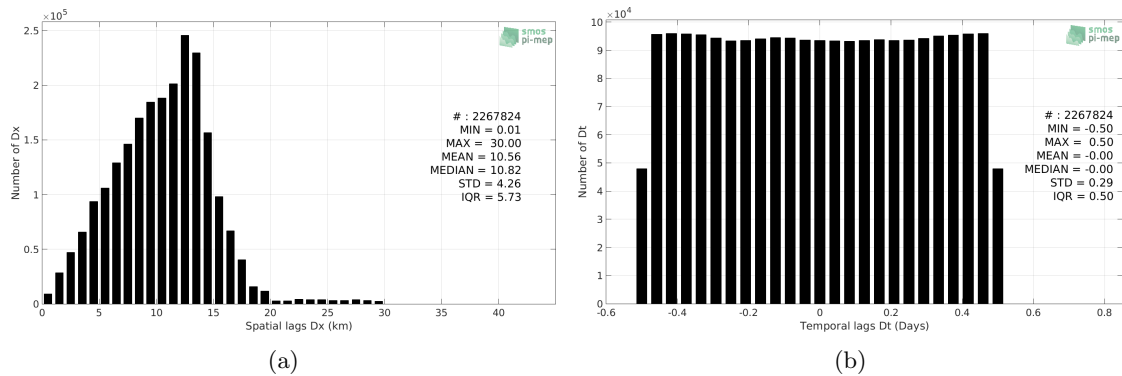 ×10^5
2.5
2
1.5
1
0.5
0
Number of Dx
0 5 10 15 20 25 30 35 40
Spatial lags Dx (km)
smos
pi-mep
# : 2267824
MIN = 0.01
MAX = 30.00
MEAN = 10.56
MEDIAN = 10.82
STD = 4.26
IQR = 5.73
(a)
×10^4
10
9
8
7
6
5
4
3
2
1
0
Number of Dt
-0.6 -0.4 -0.2 0 0.2 0.4 0.6 0.8
Temporal lags Dt (Days)
smos
pi-mep
# : 2267824
MIN = -0.50
MAX = 0.50
MEAN = -0.00
MEDIAN = -0.00
STD = 0.29
IQR = 0.50
(b)